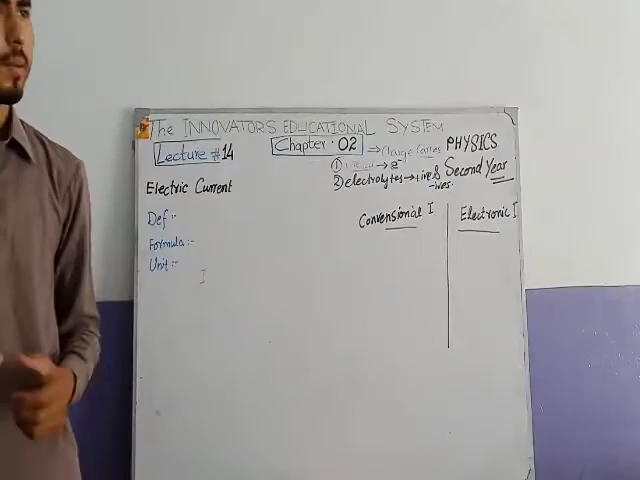 The INNOVATORS EDUCATIONAL SYSTEM
Lecture #14
Chapter · 02
PHYSICS
Second Year
→ Charge Carries
① → e⁻
② electrolytes → +ive &
-ives.
Electric Current
Def :-
Formula :-
Unit :-
I
Convensional I
Electronic I